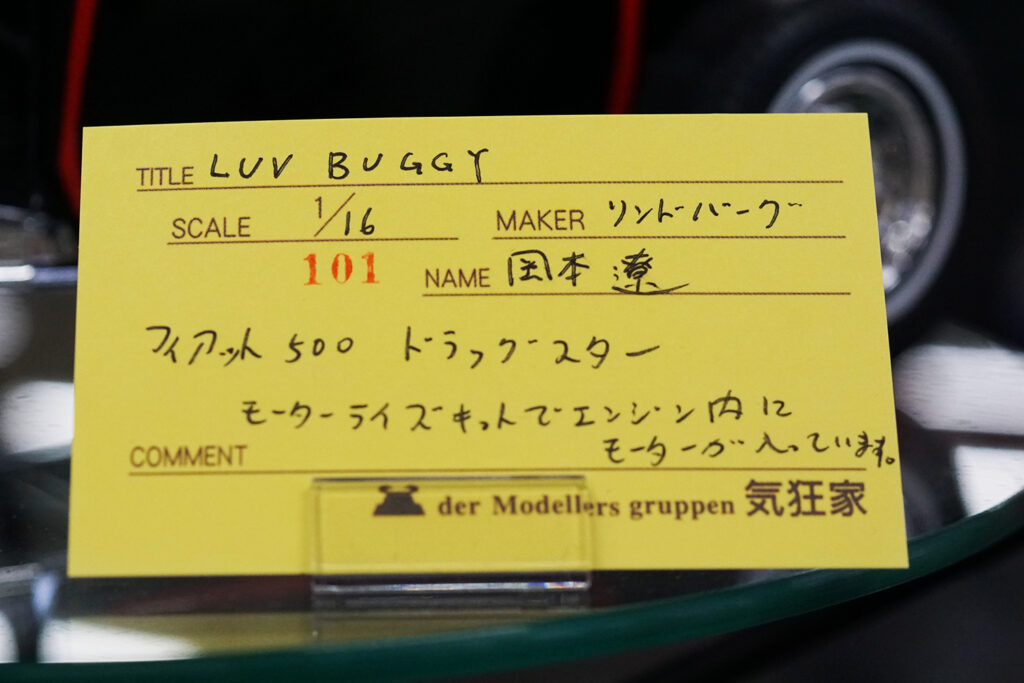 TITLE LUV BUGGY
SCALE 1/16 MAKER リンドバーグ
101 NAME 岡本 遼
フィアット 500 ドラッグスター
モーターライズキットでエンジン内に
モーターが入っています。
COMMENT
der Modellers gruppen 気狂家